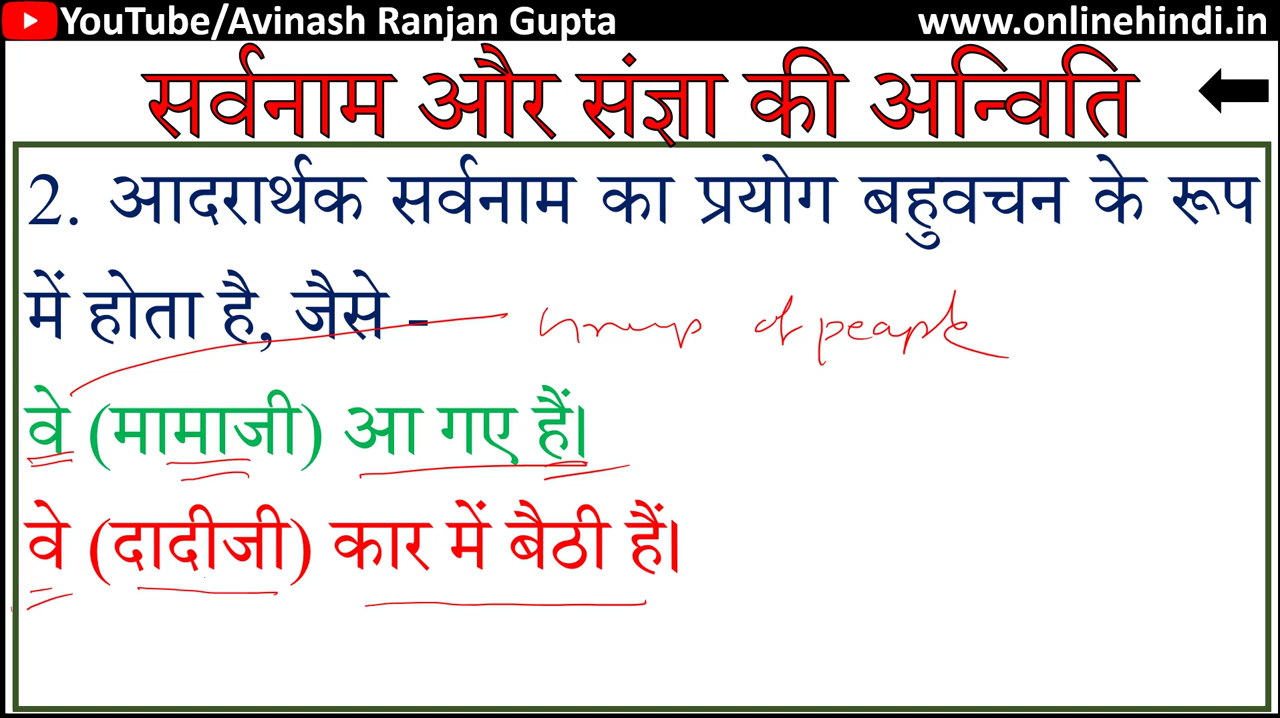 YouTube/Avinash Ranjan Gupta www.onlinehindi.in
सर्वनाम और संज्ञा की अन्विति
2. आदरार्थक सर्वनाम का प्रयोग बहुवचन के रूप
में होता है, जैसे -
Group of people
वे (मामाजी) आ गए हैं।
वे (दादीजी) कार में बैठी हैं।